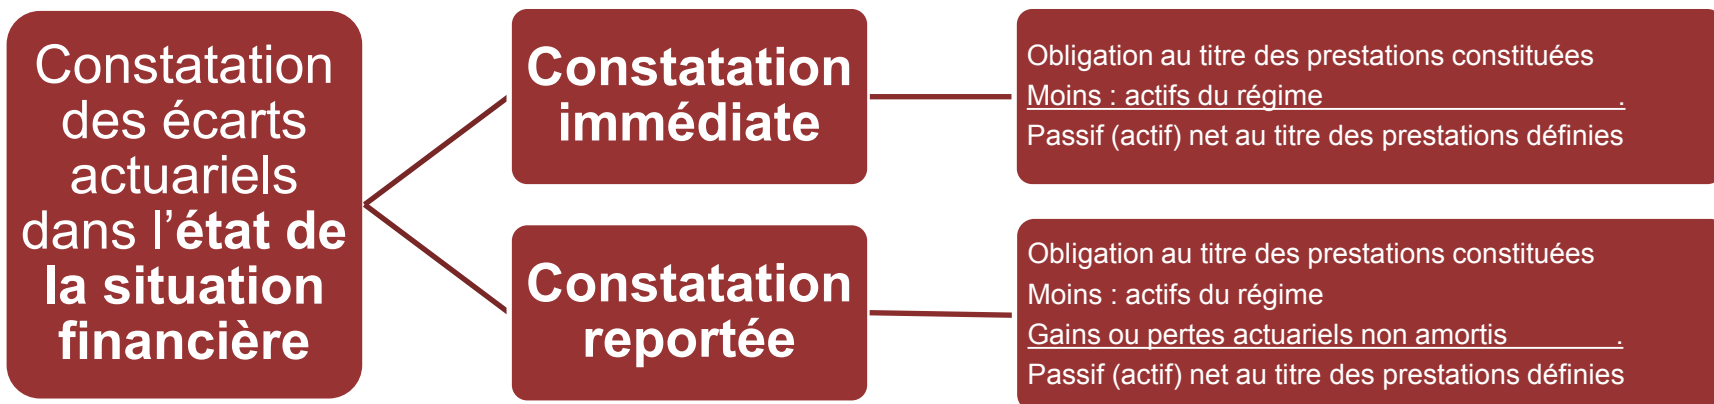 Constatation
des écarts
actuariels
dans l’état de
la situation
financière
Constatation
immédiate
Obligation au titre des prestations constituées
Moins : actifs du régime .
Passif (actif) net au titre des prestations définies
Constatation
reportée
Obligation au titre des prestations constituées
Moins : actifs du régime
Gains ou pertes actuariels non amortis .
Passif (actif) net au titre des prestations définies